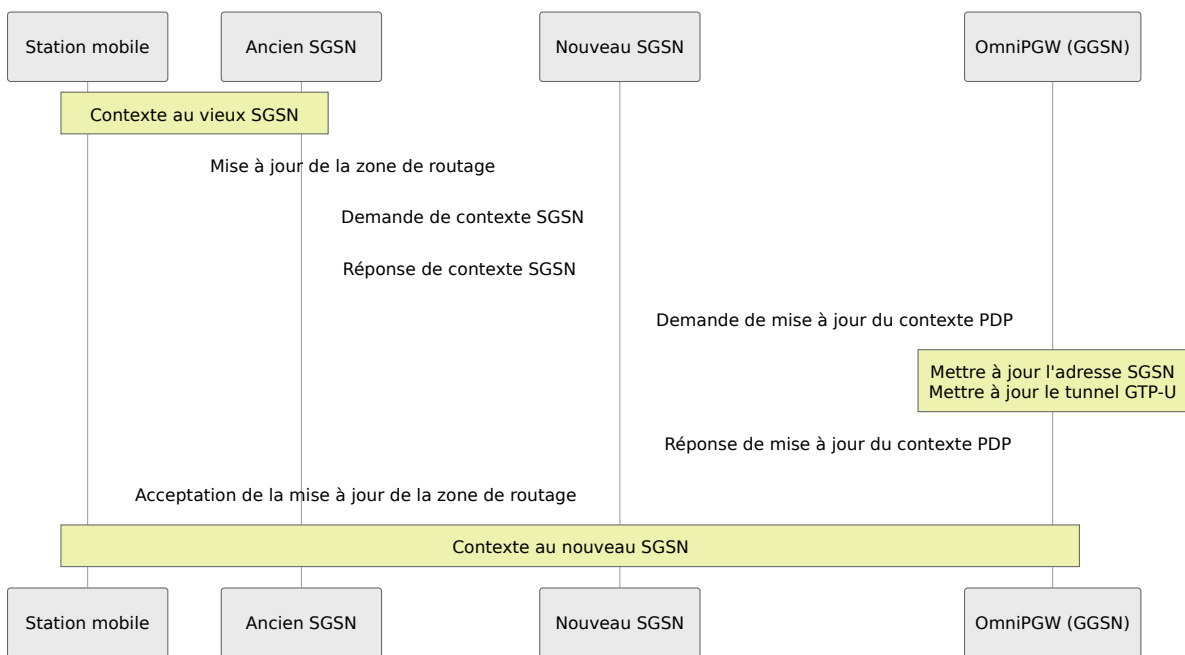 Station mobile
Ancien SGSN
Nouveau SGSN
OmniPGW (GGSN)
Contexte au vieux SGSN
Mise à jour de la zone de routage
Demande de contexte SGSN
Réponse de contexte SGSN
Demande de mise à jour du contexte PDP
Mettre à jour l'adresse SGSN
Mettre à jour le tunnel GTP-U
Réponse de mise à jour du contexte PDP
Acceptation de la mise à jour de la zone de routage
Contexte au nouveau SGSN
Station mobile
Ancien SGSN
Nouveau SGSN
OmniPGW (GGSN)